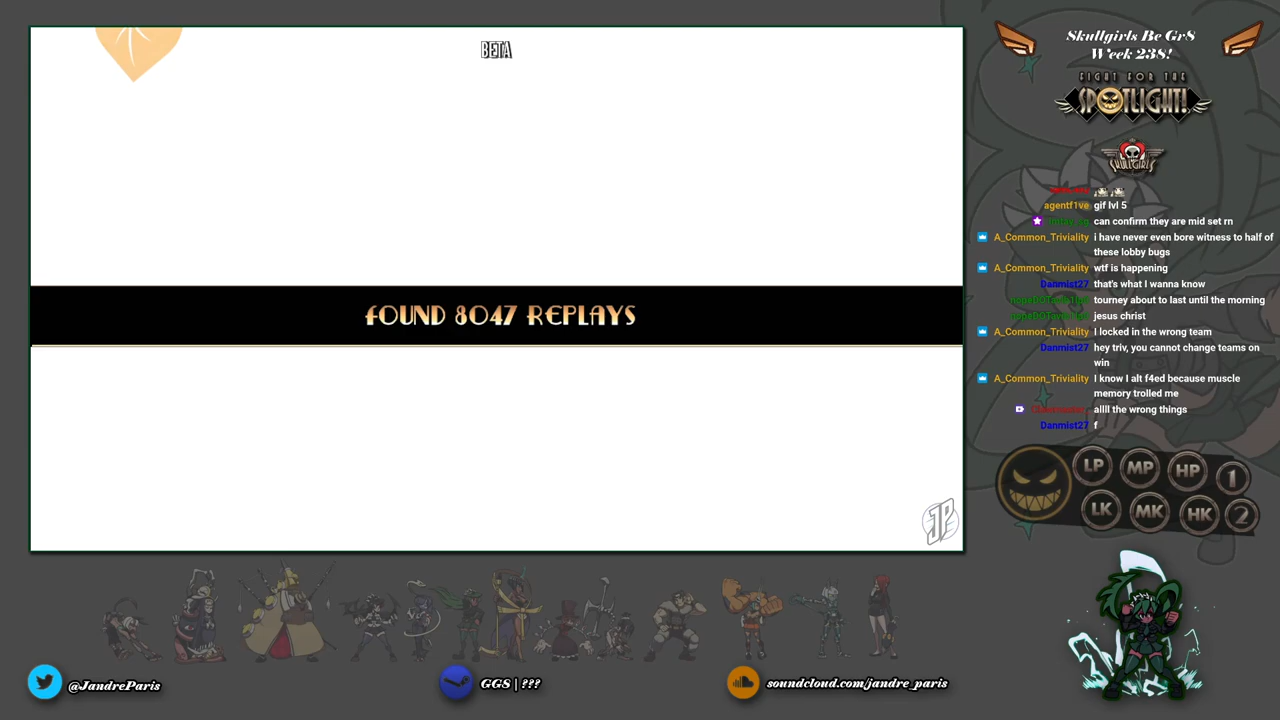 BETA
FOUND 8047 REPLAYS
JP
Skullgirls Be Gr8
Week 238!
FIGHT FOR THE
SPOTLIGHT!
SKULLGIRLS
agentf1ve gif lvl 5
can confirm they are mid set rn
A_Common_Triviality i have never even bore witness to half of
these lobby bugs
A_Common_Triviality wtf is happening
Danmist27 that's what I wanna know
tourney about to last until the morning
jesus christ
A_Common_Triviality I locked in the wrong team
Danmist27 hey triv, you cannot change teams on
win
A_Common_Triviality I know I alt f4ed because muscle
memory trolled me
allll the wrong things
Danmist27 f
LP MP HP 1
LK MK HK 2
@JandreParis
GGS | ???
soundcloud.com/jandre_paris